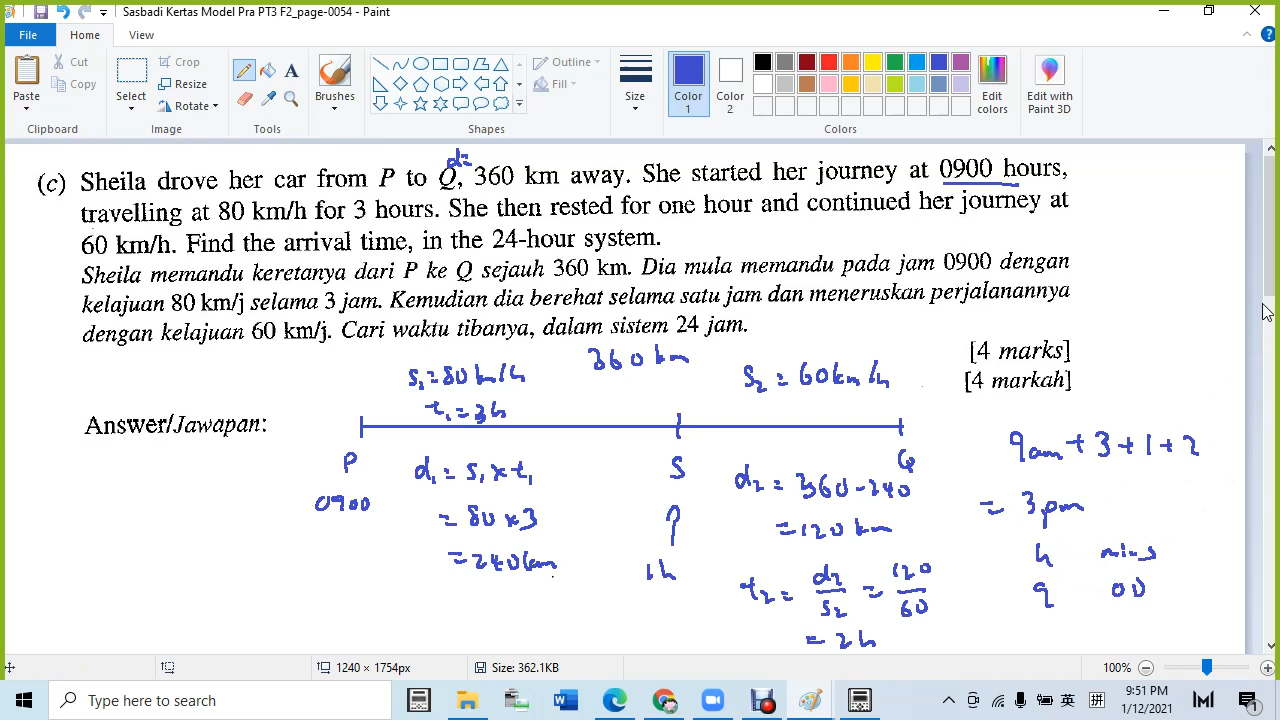 Sasbadi Kertas Model Pra PT3 F2_page-0054 - Paint
File Home View
Paste Cut Copy
Clipboard
Select Crop Resize Rotate
Image
Tools
Brushes
Shapes
Outline
Fill
Size
Color 1
Color 2
Edit colors
Colors
Edit with Paint 3D
d=
(c) Sheila drove her car from P to Q, 360 km away. She started her journey at 0900 hours,
travelling at 80 km/h for 3 hours. She then rested for one hour and continued her journey at
60 km/h. Find the arrival time, in the 24-hour system.
Sheila memandu keretanya dari P ke Q sejauh 360 km. Dia mula memandu pada jam 0900 dengan
kelajuan 80 km/j selama 3 jam. Kemudian dia berehat selama satu jam dan meneruskan perjalanannya
dengan kelajuan 60 km/j. Cari waktu tibanya, dalam sistem 24 jam.
[4 marks]
[4 markah]
Answer/Jawapan:
360 km
s₁ = 80 km/h
t₁ = 3h
s₂ = 60 km/h
P S Q
0900
d₁ = s₁ × t₁
= 80 × 3
= 240 km
1h
d₂ = 360 - 240
= 120 km
t₂ = d₂/s₂ = 120/60
= 2h
9am + 3 + 1 + 2
= 3pm
h mins
9 00
1240 × 1754px
Size: 362.1KB
100%
Type here to search
英
拼
9:51 PM
1/12/2021
1